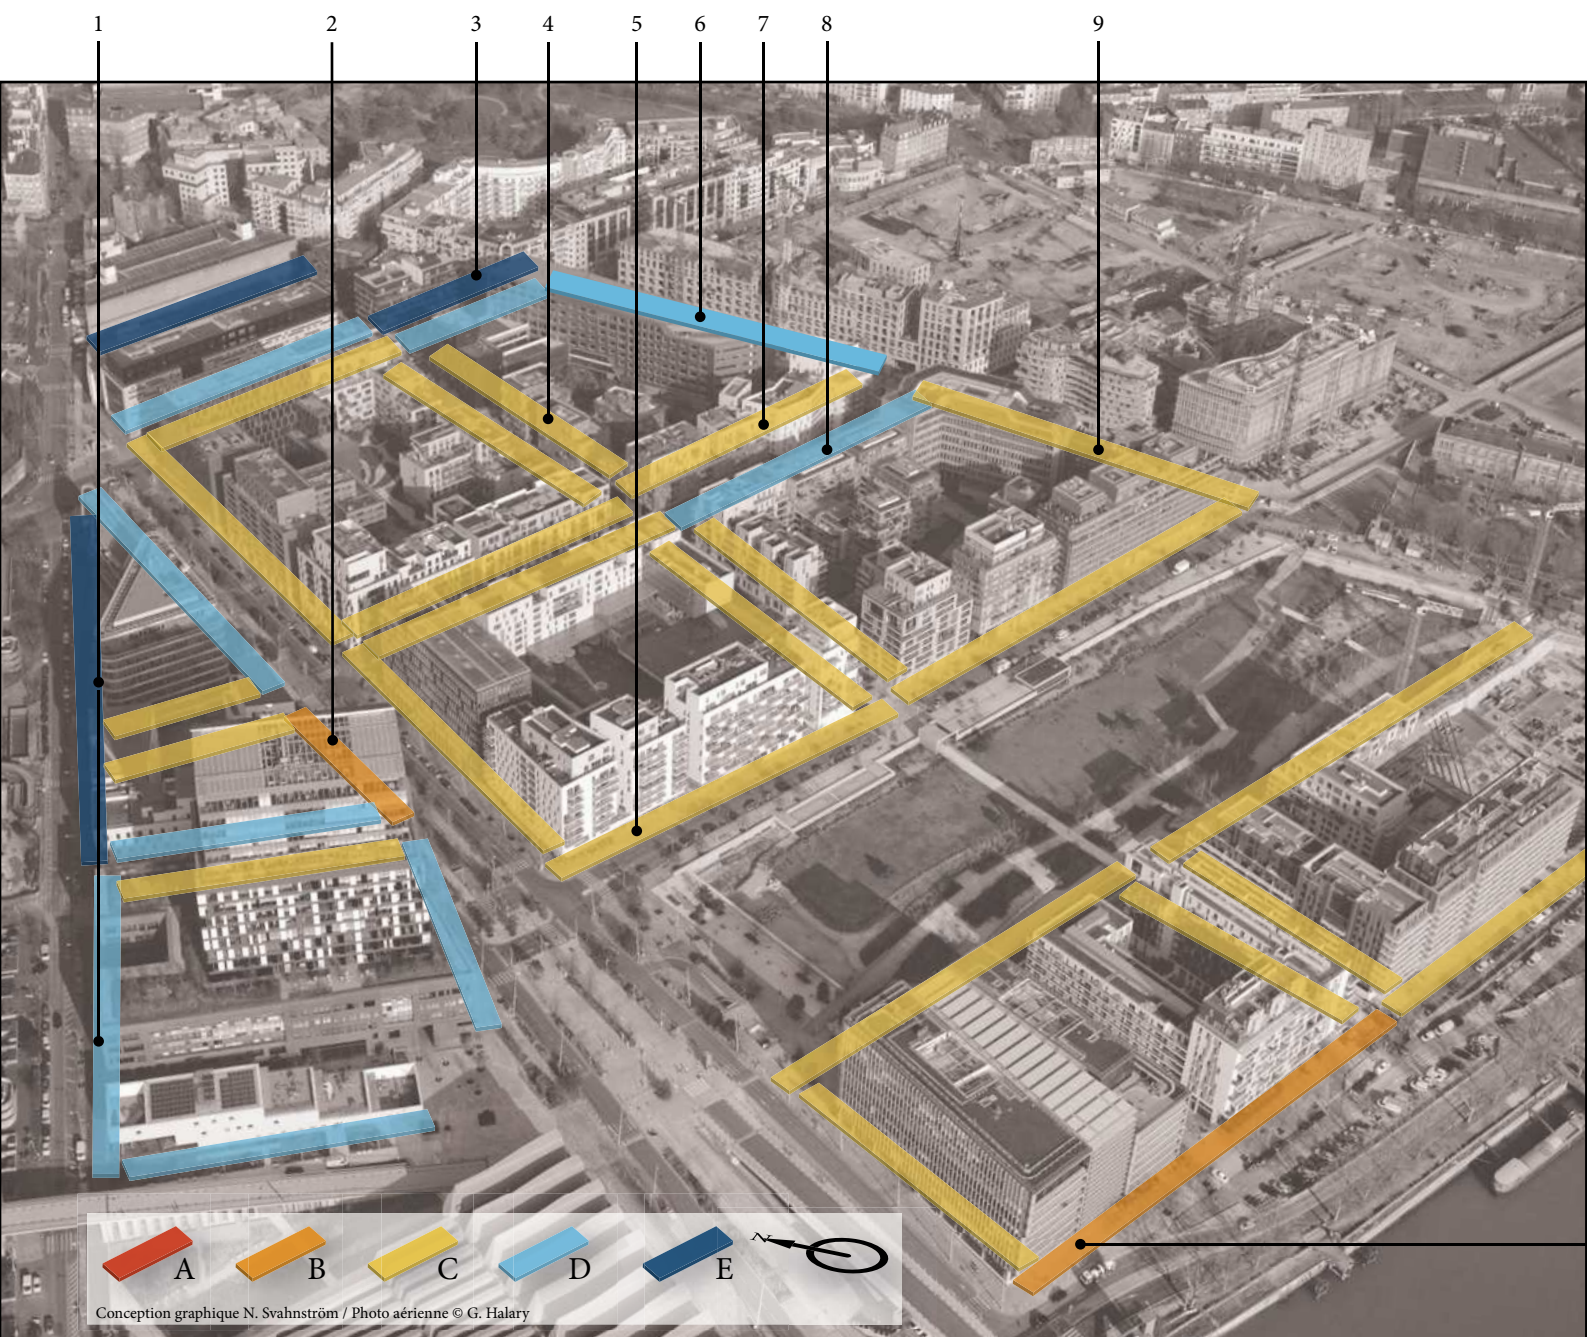 1 2 3 4 5 6 7 8 9
A B C D E N
Conception graphique N. Svahnström / Photo aérienne © G. Halary